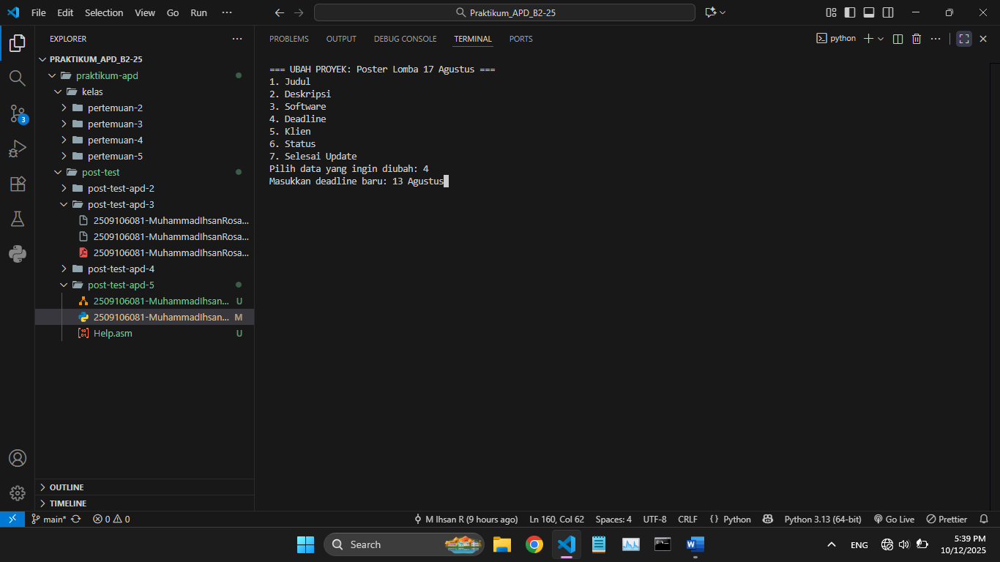 File Edit Selection View Go Run ···
Praktikum_APD_B2-25
EXPLORER
PRAKTIKUM_APD_B2-25
praktikum-apd
kelas
pertemuan-2
pertemuan-3
pertemuan-4
pertemuan-5
post-test
post-test-apd-2
post-test-apd-3
2509106081-MuhammadIhsanRosa...
2509106081-MuhammadIhsanRosa...
2509106081-MuhammadIhsanRosa...
post-test-apd-4
post-test-apd-5
2509106081-MuhammadIhsan... U
2509106081-MuhammadIhsan... M
Help.asm U
OUTLINE
TIMELINE
3
PROBLEMS OUTPUT DEBUG CONSOLE TERMINAL PORTS
python
=== UBAH PROYEK: Poster Lomba 17 Agustus ===
1. Judul
2. Deskripsi
3. Software
4. Deadline
5. Klien
6. Status
7. Selesai Update
Pilih data yang ingin diubah: 4
Masukkan deadline baru: 13 Agustus
main* 0 0 M Ihsan R (9 hours ago) Ln 160, Col 62 Spaces: 4 UTF-8 CRLF {} Python Python 3.13 (64-bit) Go Live Prettier
Search
ENG
5:39 PM
10/12/2025